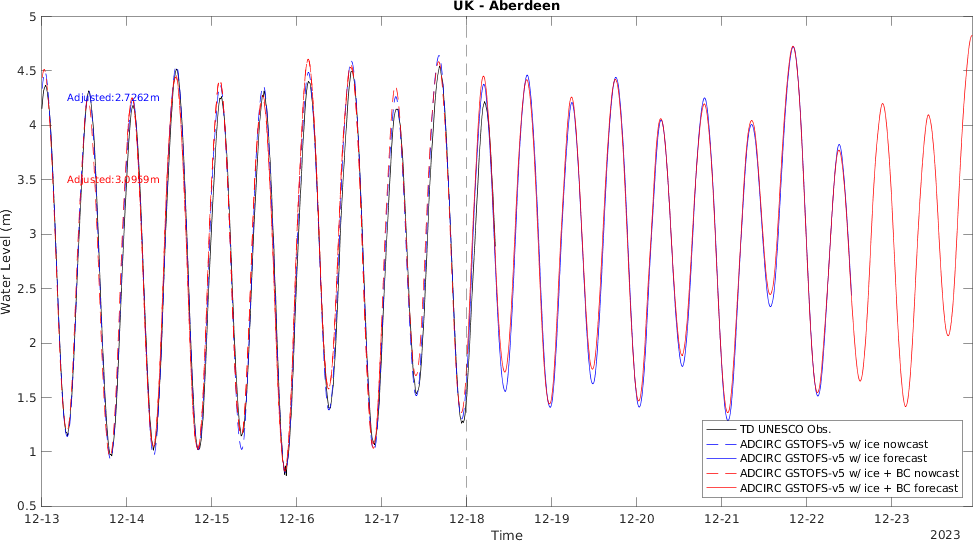 UK - Aberdeen
5
4.5
4
3.5
3
2.5
2
1.5
1
0.5
Water Level (m)
Adjusted:2.7262m
Adjusted:3.0959m
TD UNESCO Obs.
ADCIRC GSTOFS-v5 w/ ice nowcast
ADCIRC GSTOFS-v5 w/ ice forecast
ADCIRC GSTOFS-v5 w/ ice + BC nowcast
ADCIRC GSTOFS-v5 w/ ice + BC forecast
12-13 12-14 12-15 12-16 12-17 12-18 12-19 12-20 12-21 12-22 12-23
Time
2023